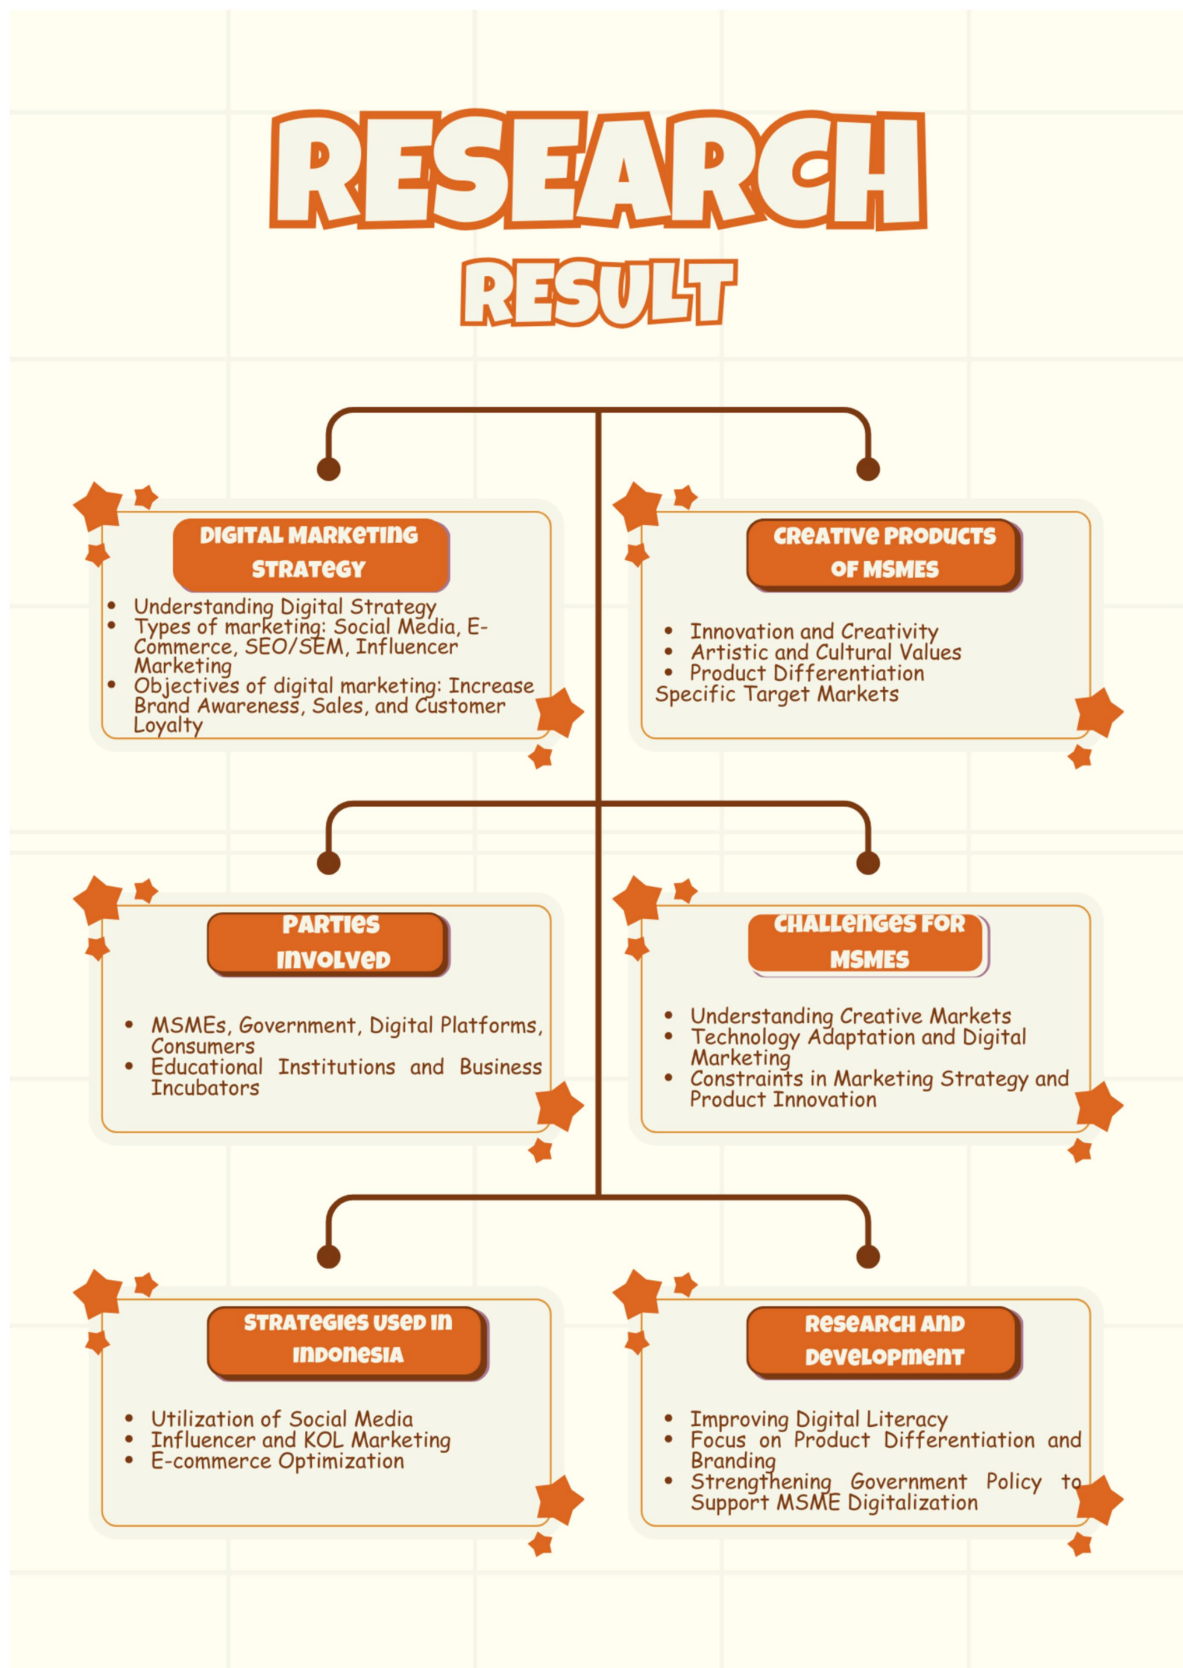 RESEARCH
RESULT
DIGITAL MARKETING
STRATEGY
• Understanding Digital Strategy
• Types of marketing: Social Media, E-
Commerce, SEO/SEM, Influencer
Marketing
• Objectives of digital marketing: Increase
Brand Awareness, Sales, and Customer
Loyalty
CREATIVE PRODUCTS
OF MSMES
• Innovation and Creativity
• Artistic and Cultural Values
• Product Differentiation
Specific Target Markets
PARTIES
INVOLVED
• MSMEs, Government, Digital Platforms,
Consumers
• Educational Institutions and Business
Incubators
CHALLENGES FOR
MSMES
• Understanding Creative Markets
• Technology Adaptation and Digital
Marketing
• Constraints in Marketing Strategy and
Product Innovation
STRATEGIES USED IN
INDONESIA
• Utilization of Social Media
• Influencer and KOL Marketing
• E-commerce Optimization
RESEARCH AND
DEVELOPMENT
• Improving Digital Literacy
• Focus on Product Differentiation and
Branding
• Strengthening Government Policy to
Support MSME Digitalization